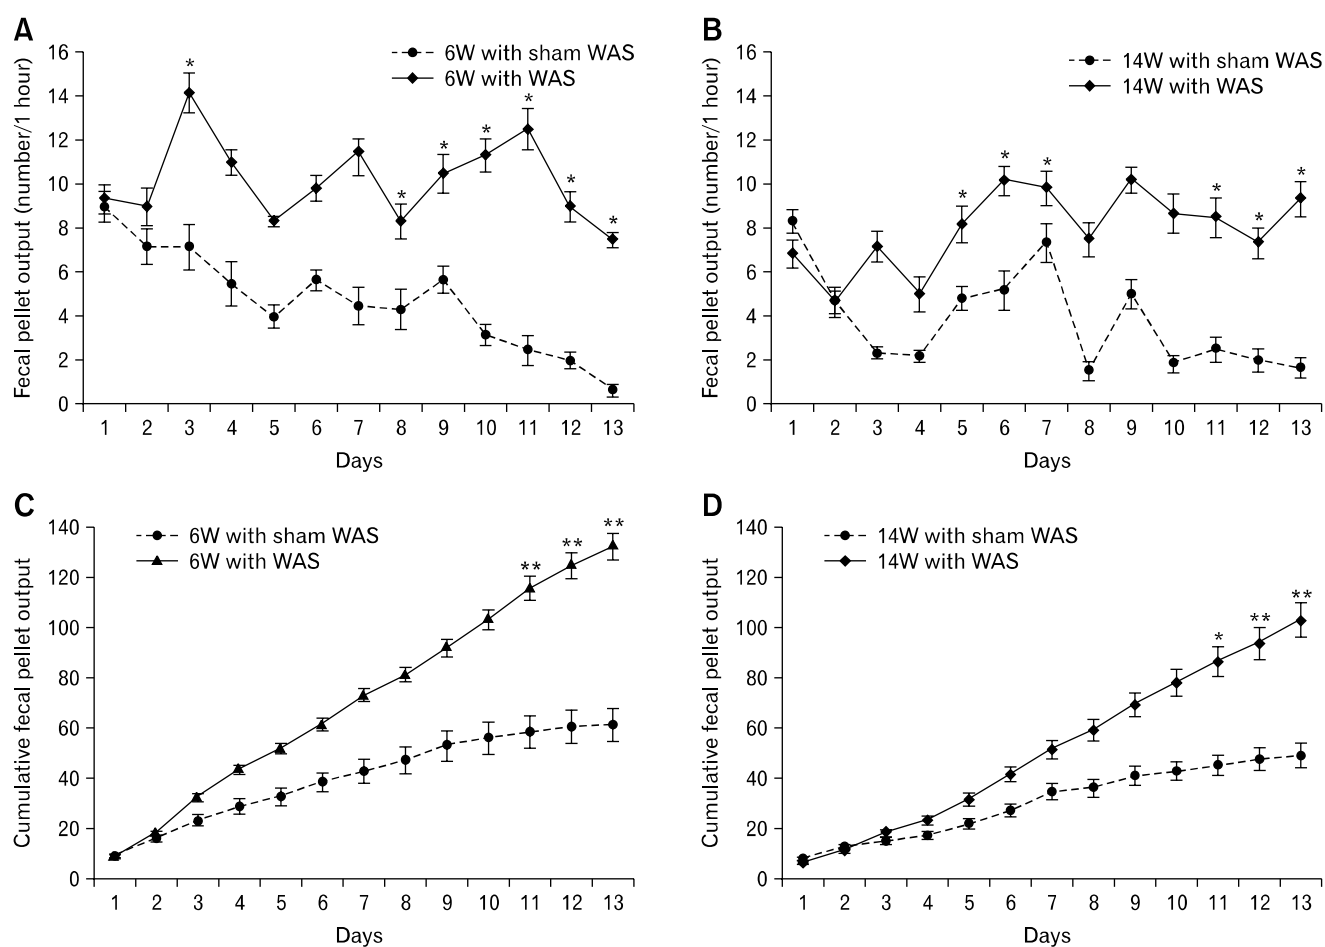 A
6W with sham WAS
6W with WAS
Fecal pellet output (number/1 hour)
16
14
12
10
8
6
4
2
0
* * * * * * *
1 2 3 4 5 6 7 8 9 10 11 12 13
Days
B
14W with sham WAS
14W with WAS
Fecal pellet output (number/1 hour)
16
14
12
10
8
6
4
2
0
* * * * * *
1 2 3 4 5 6 7 8 9 10 11 12 13
Days
C
6W with sham WAS
6W with WAS
Cumulative fecal pellet output
140
120
100
80
60
40
20
0
** ** **
1 2 3 4 5 6 7 8 9 10 11 12 13
Days
D
14W with sham WAS
14W with WAS
Cumulative fecal pellet output
140
120
100
80
60
40
20
0
* ** **
1 2 3 4 5 6 7 8 9 10 11 12 13
Days